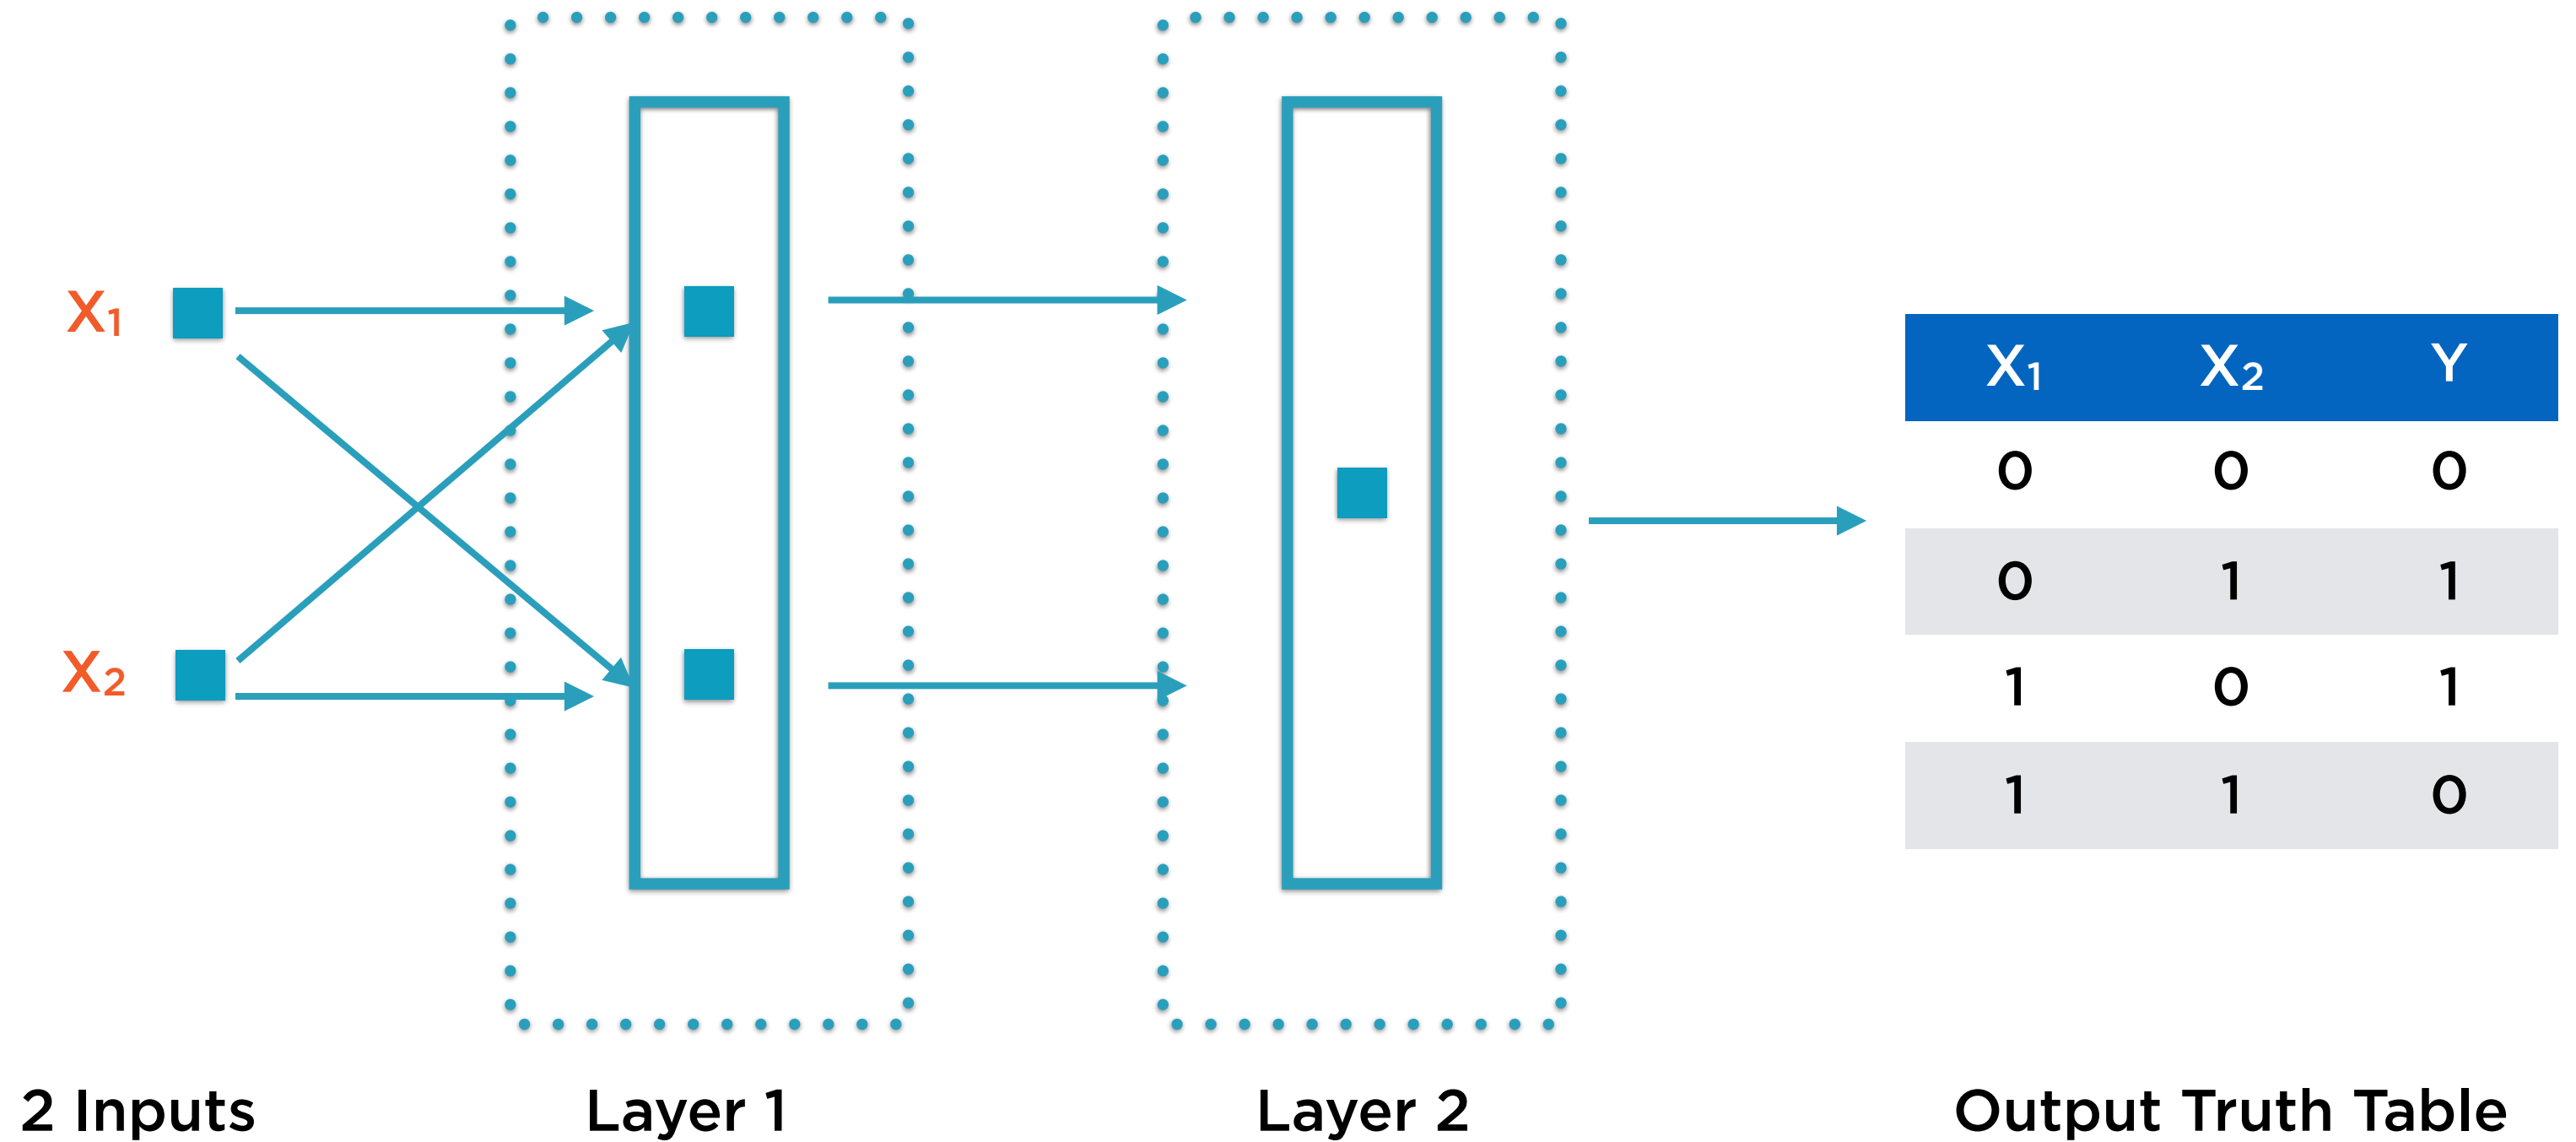 X₁
X₂
X₁ X₂ Y
0 0 0
0 1 1
1 0 1
1 1 0
2 Inputs
Layer 1
Layer 2
Output Truth Table